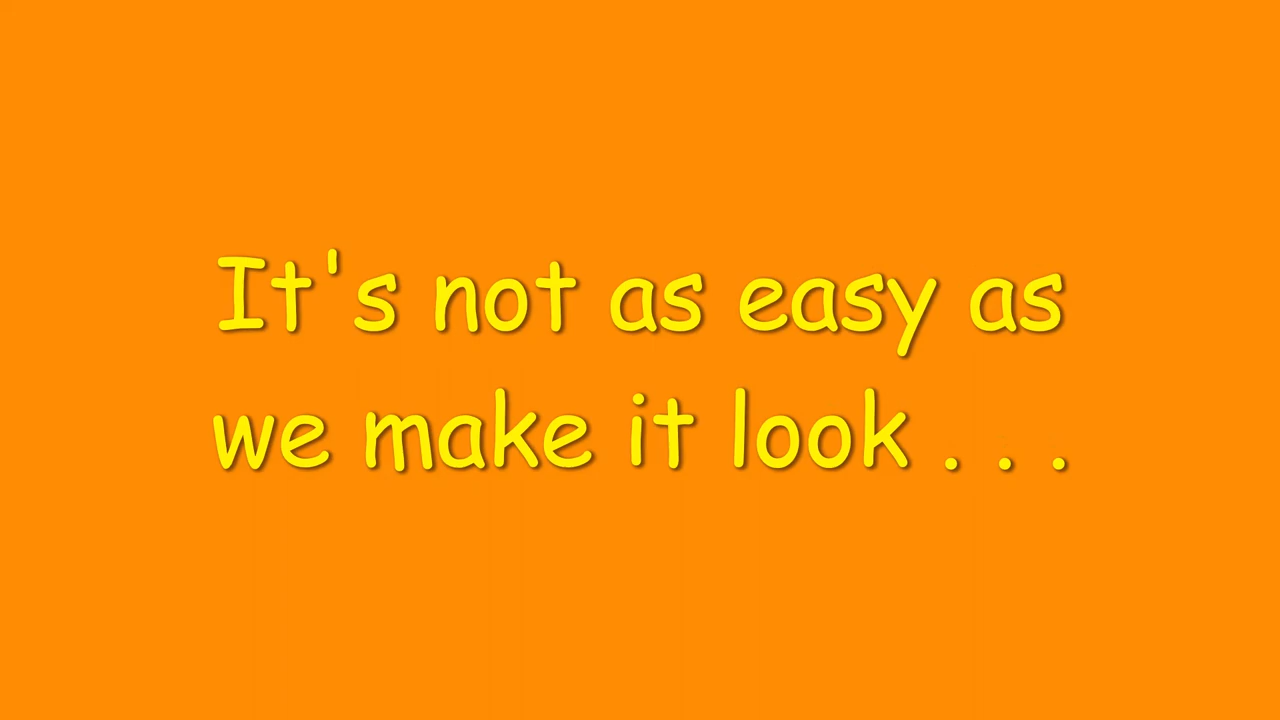 It's not as easy as
we make it look . . .